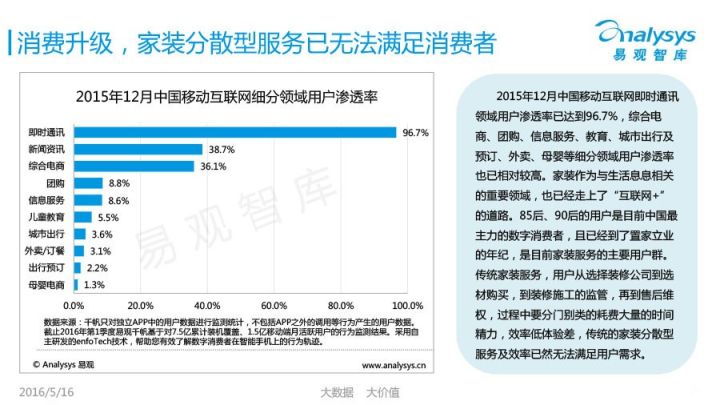 消费升级，家装分散型服务已无法满足消费者
analysys
易观智库
2015年12月中国移动互联网细分领域用户渗透率
即时通讯 96.7%
新闻资讯 38.7%
综合电商 36.1%
团购 8.8%
信息服务 8.6%
儿童教育 5.5%
城市出行 3.6%
外卖/订餐 3.1%
出行预订 2.2%
母婴电商 1.3%
0.0% 20.0% 40.0% 60.0% 80.0% 100.0%
易观智库
数据来源：千帆只对独立APP中的用户数据进行监测统计，不包括APP之外的调用等行为产生的用户数据。
截止2016年第1季度易观千帆基于对7.5亿累计装机覆盖、1.5亿移动端月活跃用户的行为监测结果。采用自
主研发的enfoTech技术，帮助您有效了解数字消费者在智能手机上的行为轨迹。
© Analysys 易观
www.analysys.cn
2015年12月中国移动互联网即时通讯
领域用户渗透率已达到96.7%，综合电
商、团购、信息服务、教育、城市出行及
预订、外卖、母婴等细分领域用户渗透率
也已相对较高。家装作为与生活息息相关
的重要领域，也已经走上了“互联网+”
的道路。85后、90后的用户是目前中国最
主力的数字消费者，且已经到了置家立业
的年纪，是目前家装服务的主要用户群。
传统家装服务，用户从选择装修公司到选
材购买，到装修施工的监管，再到售后维
权，过程中要分门别类的耗费大量的时间
精力，效率低体验差，传统的家装分散型
服务及效率已然无法满足用户需求。
2016/5/16
大数据 大价值